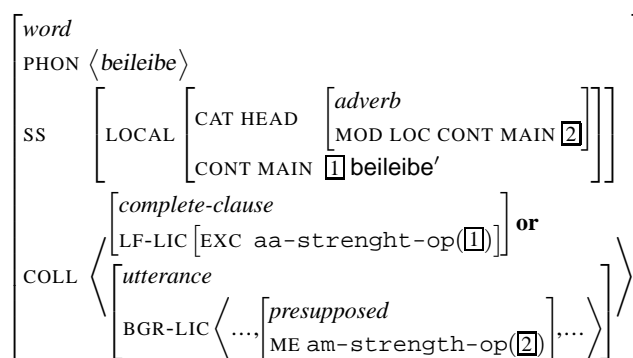 word
PHON ⟨beileibe⟩
SS [LOCAL [CAT HEAD [adverb
MOD LOC CONT MAIN 2]
CONT MAIN 1 beileibe′]]
COLL ⟨[complete-clause
LF-LIC [EXC aa-strenght-op(1)]] or
[utterance
BGR-LIC ⟨…, [presupposed
ME am-strength-op(2)],… ⟩]⟩